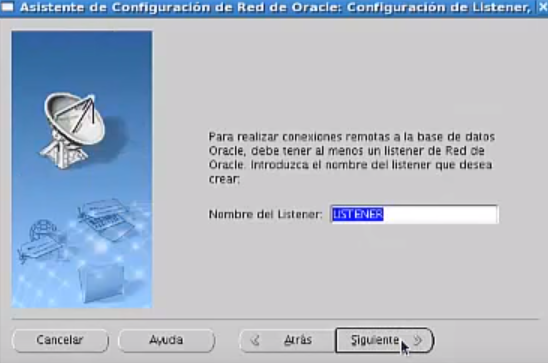 Asistente de Configuración de Red de Oracle: Configuración de Listener,
Para realizar conexiones remotas a la base de datos
Oracle, debe tener al menos un listener de Red de
Oracle. Introduzca el nombre del listener que desea
crear:
Nombre del Listener: LISTENER
Cancelar Ayuda Atrás Siguiente